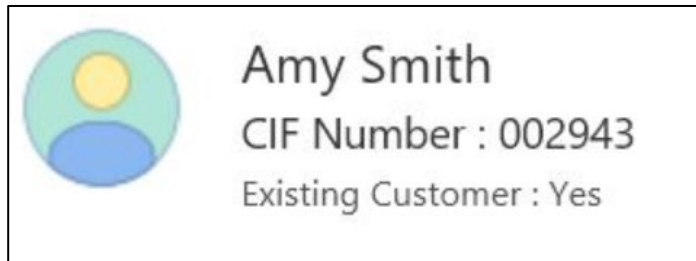 Amy Smith
CIF Number : 002943
Existing Customer : Yes